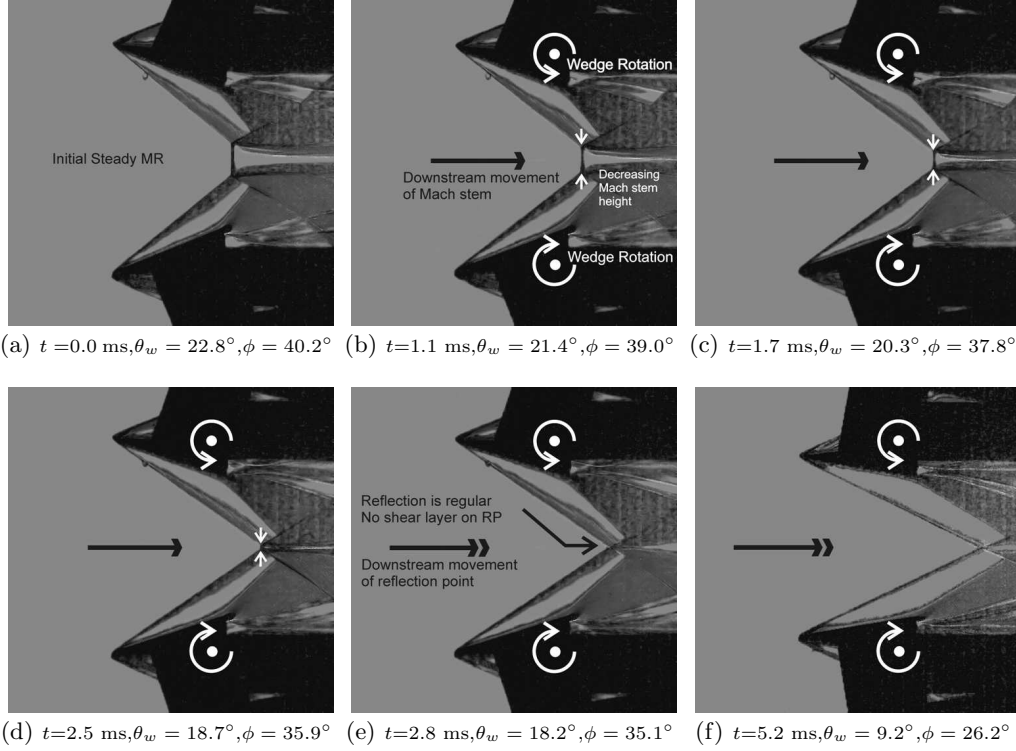 Initial Steady MR
Wedge Rotation
Downstream movement
of Mach stem
Decreasing
Mach stem
height
Wedge Rotation
(a) t =0.0 ms,θw = 22.8°,ϕ = 40.2°
(b) t=1.1 ms,θw = 21.4°,ϕ = 39.0°
(c) t=1.7 ms,θw = 20.3°,ϕ = 37.8°
Reflection is regular
No shear layer on RP
Downstream movement
of reflection point
(d) t=2.5 ms,θw = 18.7°,ϕ = 35.9°
(e) t=2.8 ms,θw = 18.2°,ϕ = 35.1°
(f) t=5.2 ms,θw = 9.2°,ϕ = 26.2°